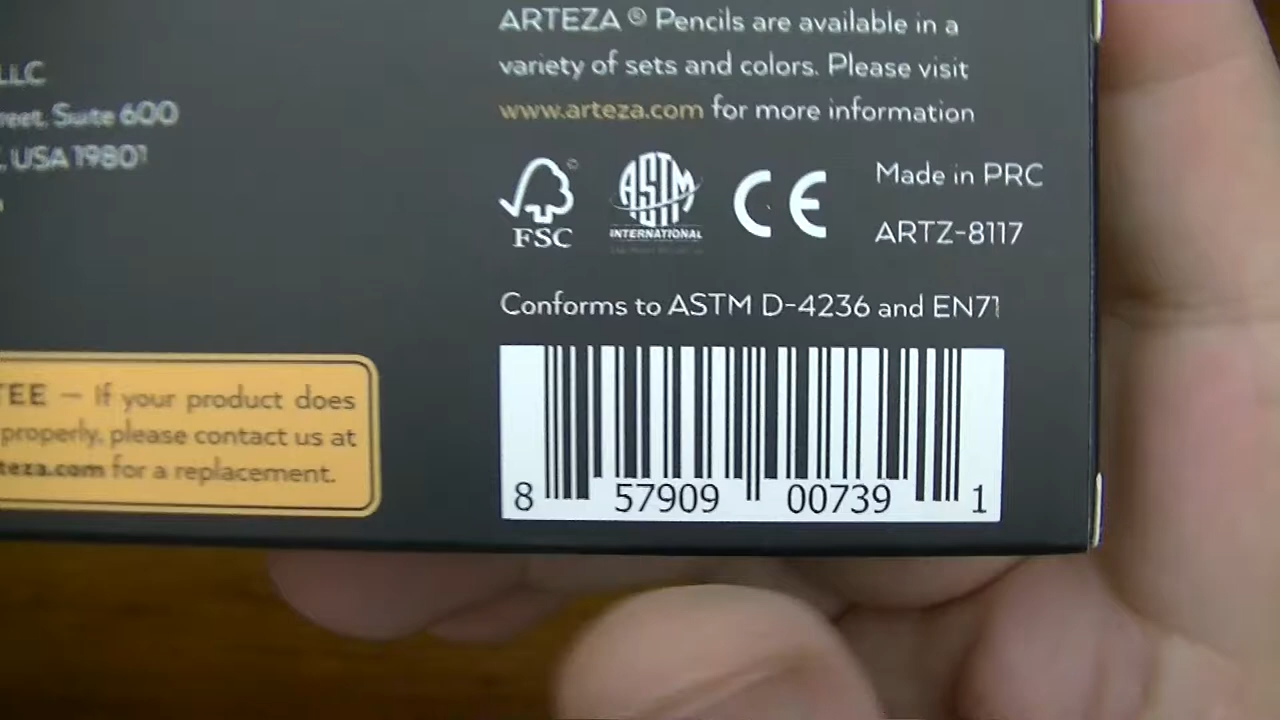 LLC
reet, Suite 600
, USA 19801
ARTEZA ® Pencils are available in a
variety of sets and colors. Please visit
www.arteza.com for more information
FSC
ASTM
INTERNATIONAL
CE
Made in PRC
ARTZ-8117
Conforms to ASTM D-4236 and EN71
TEE — If your product does
properly, please contact us at
teza.com for a replacement.
8 57909 00739 1